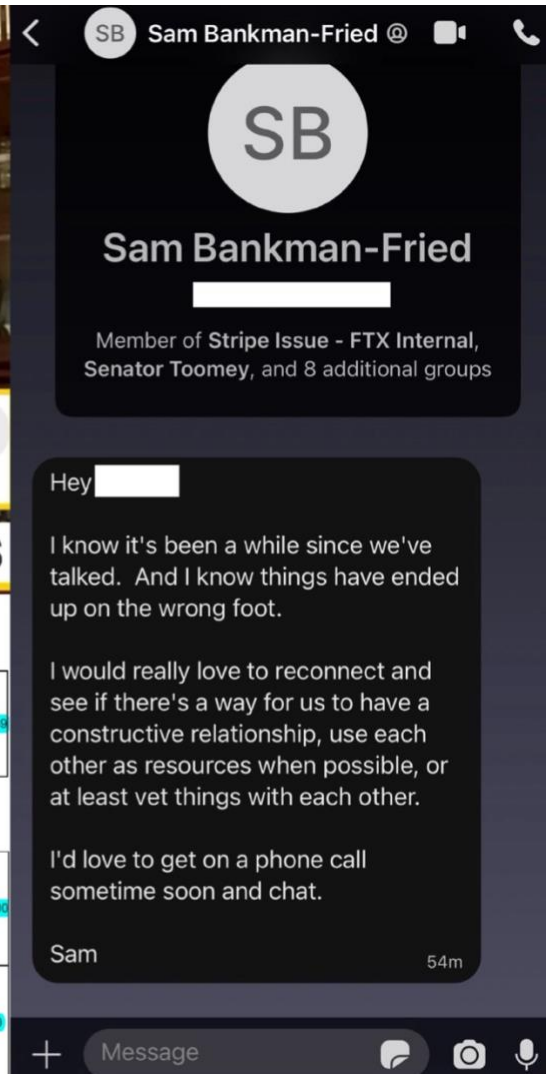 SB Sam Bankman-Fried
SB
Sam Bankman-Fried
Member of Stripe Issue - FTX Internal,
Senator Toomey, and 8 additional groups
Hey
I know it's been a while since we've
talked.  And I know things have ended
up on the wrong foot.
I would really love to reconnect and
see if there's a way for us to have a
constructive relationship, use each
other as resources when possible, or
at least vet things with each other.
I'd love to get on a phone call
sometime soon and chat.
Sam
54m
Message